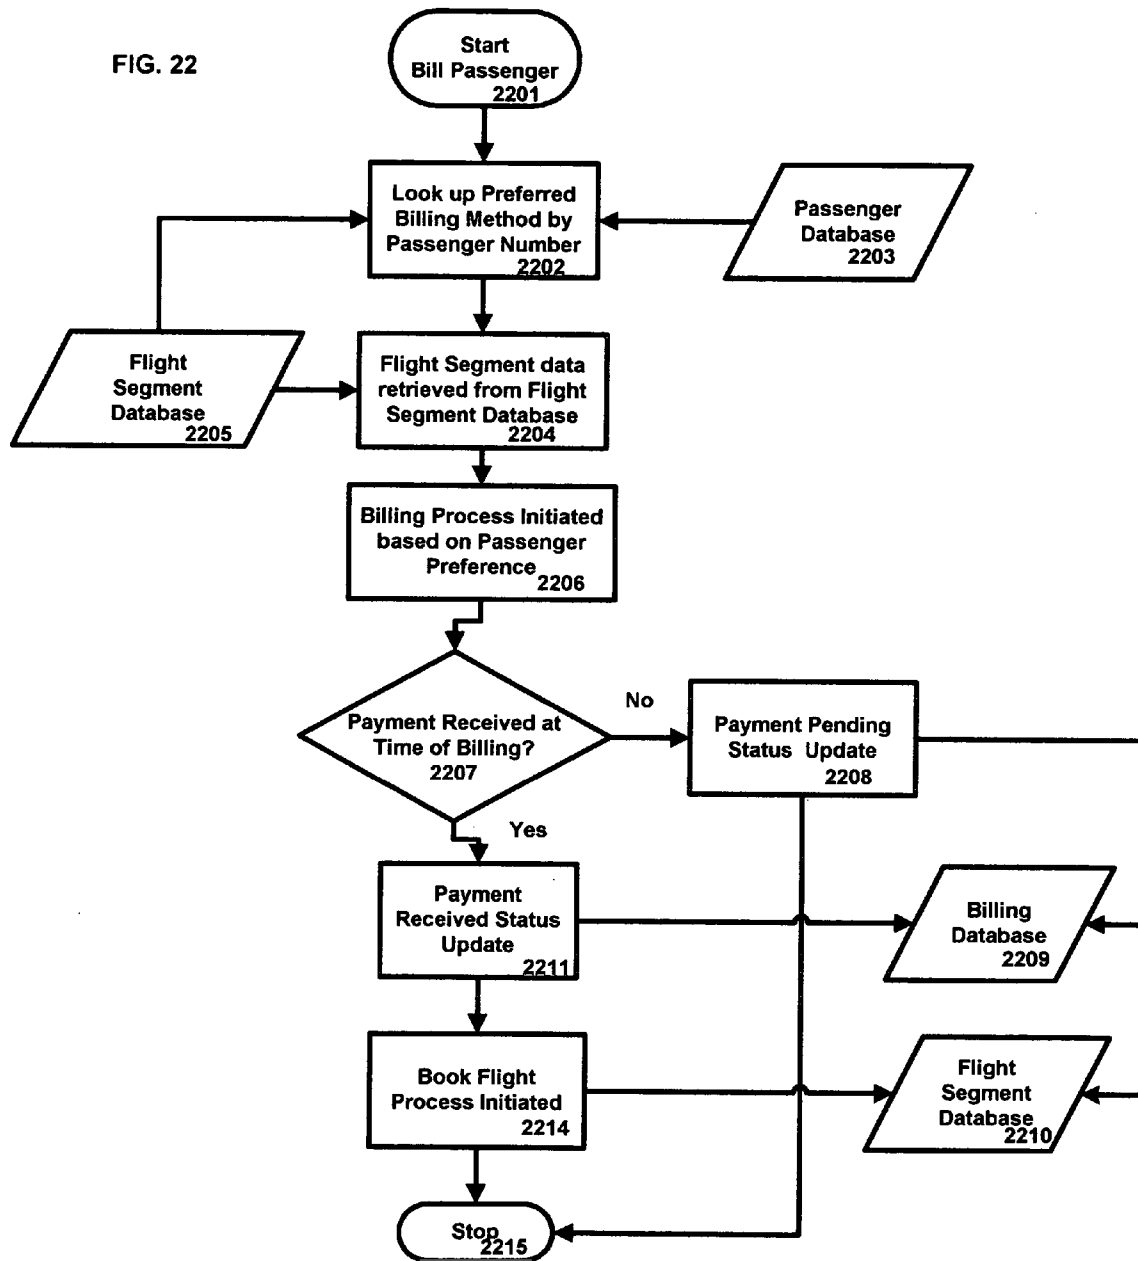 FIG. 22
Start
Bill Passenger
2201
Look up Preferred
Billing Method by
Passenger Number
2202
Passenger
Database
2203
Flight
Segment
Database
2205
Flight Segment data
retrieved from Flight
Segment Database
2204
Billing Process Initiated
based on Passenger
Preference
2206
Payment Received at
Time of Billing?
2207
No
Payment Pending
Status Update
2208
Yes
Payment
Received Status
Update
2211
Billing
Database
2209
Book Flight
Process Initiated
2214
Flight
Segment
Database
2210
Stop
2215